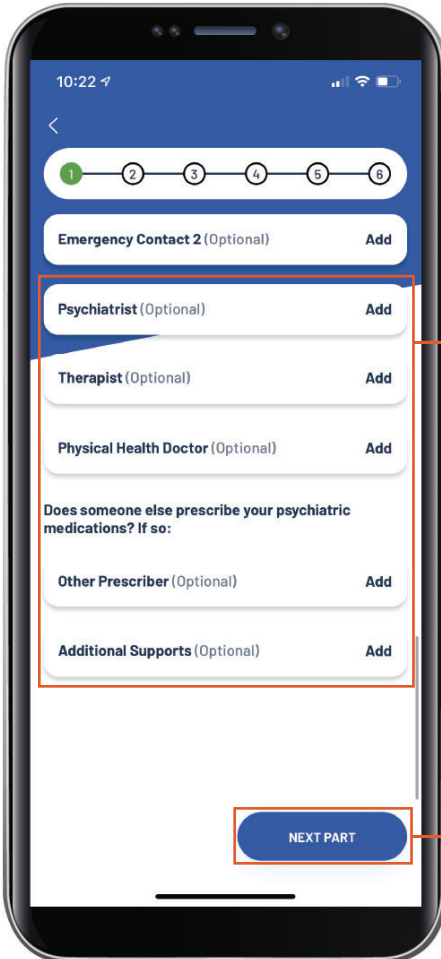 10:22
1 2 3 4 5 6
Emergency Contact 2 (Optional) Add
Psychiatrist (Optional) Add
Therapist (Optional) Add
Physical Health Doctor (Optional) Add
Does someone else prescribe your psychiatric
medications? If so:
Other Prescriber (Optional) Add
Additional Supports (Optional) Add
NEXT PART